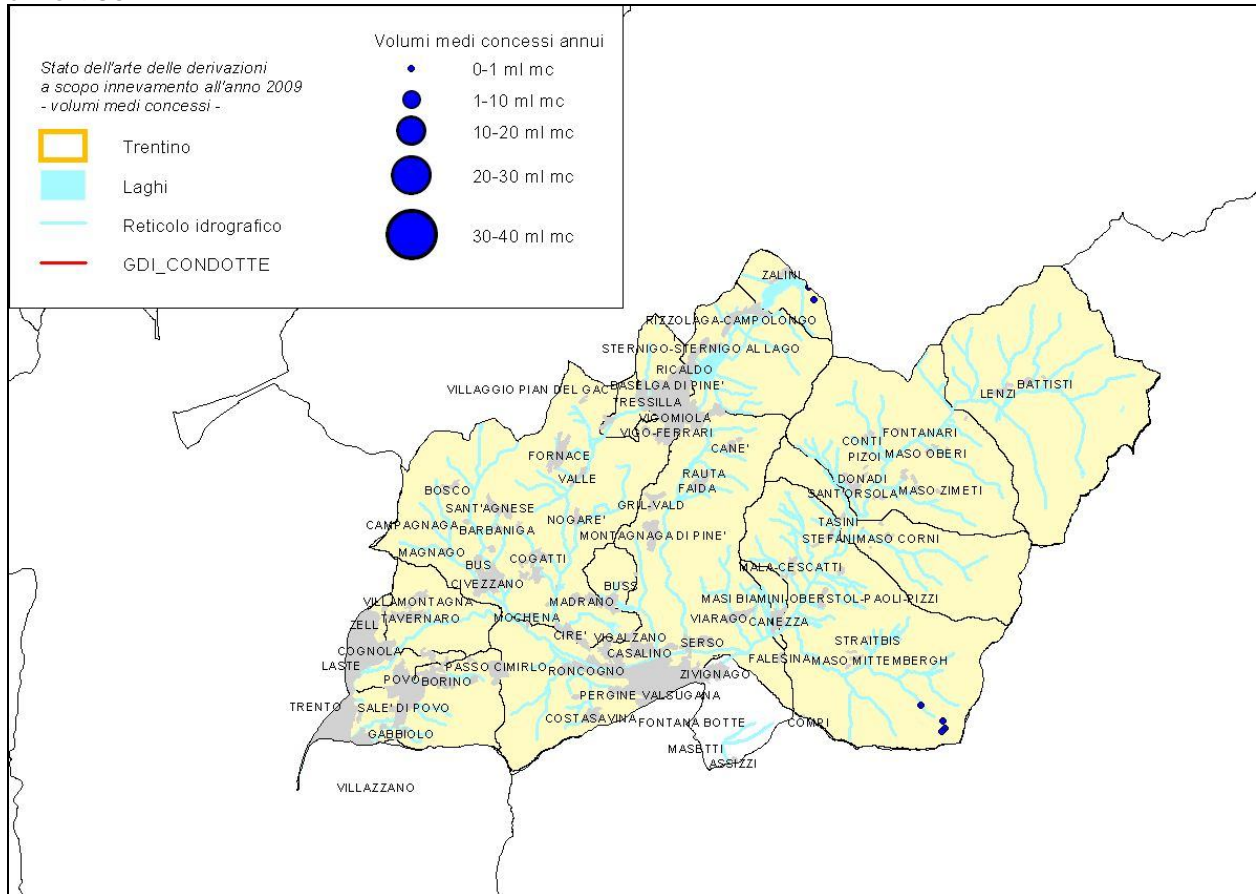 Stato dell'arte delle derivazioni
a scopo innevamento all'anno 2009
- volumi medi concessi -
Trentino
Laghi
Reticolo idrografico
GDI_CONDOTTE
Volumi medi concessi annui
0-1 ml mc
1-10 ml mc
10-20 ml mc
20-30 ml mc
30-40 ml mc
ZALINI
RIZZOLAGA-CAMPOLONGO
STERNIGO-STERNIGO AL LAGO
RICALDO
VILLAGGIO PIAN DEL GAC
BASELGA DI PINE'
TRESSILLA
VIGOMIOLA
VIGO-FERRARI
LENZI
BATTISTI
FORNACE
CANE'
CONTI
FONTANARI
PIZOI
MASO OBERI
VALLE
RAUTA
FAIDA
DONADI
BOSCO
SANT'ORSOLA
MASO ZIMETI
SANT'AGNESE
GRIL-VALD
CAMPAGNAGA
BARBANIGA
NOGARE'
TASINI
MONTAGNAGA DI PINE'
STEFANI
MASO CORNI
MAGNAGO
COGATTI
BUS
MALA-CESCATTI
CIVEZZANO
BUSS
VILLAMONTAGNA
MADRANO
MASI BIAMINI-OBERSTOL-PAOLI-PIZZI
TAVERNARO
MOCHENA
VIARAGO
CANEZZA
ZELL
CIRE'
VIGALZANO
SERSO
STRAITBIS
COGNOLA
CASALINO
FALESINA
LASTE
PASSO CIMIRLO
RONCOGNO
MASO MITTEMBERGH
POVO
BORINO
ZIVIGNAGO
PERGINE VALSUGANA
TRENTO
SALE' DI POVO
COSTASAVINA
FONTANA BOTTE
COMPI
GABBIOLO
MASETTI
ASSIZZI
VILLAZZANO